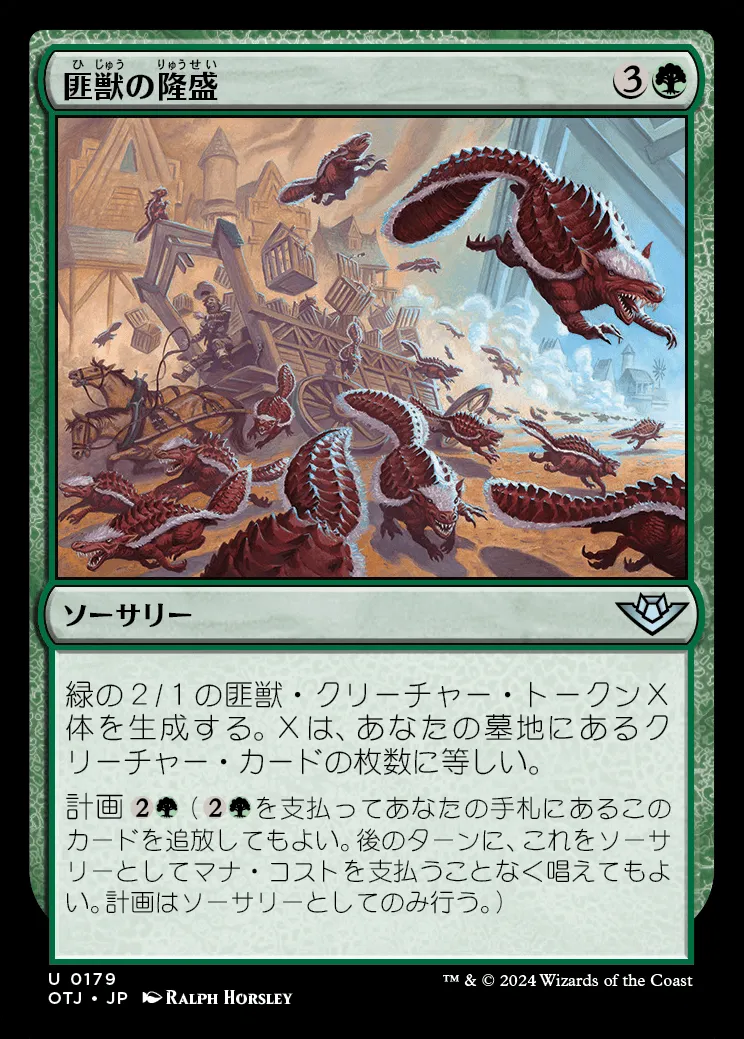 ひじゅう りゅうせい
匪獣の隆盛
3
ソーサリー
緑の2/1の匪獣・クリーチャー・トークンX
体を生成する。Xは、あなたの墓地にあるク
リーチャー・カードの枚数に等しい。
計画 2(2を支払ってあなたの手札にあるこの
カードを追放してもよい。後のターンに、これをソーサ
リーとしてマナ・コストを支払うことなく唱えてもよ
い。計画はソーサリーとしてのみ行う。)
U 0179
™ & © 2024 Wizards of the Coast
OTJ • JP RALPH HORSLEY